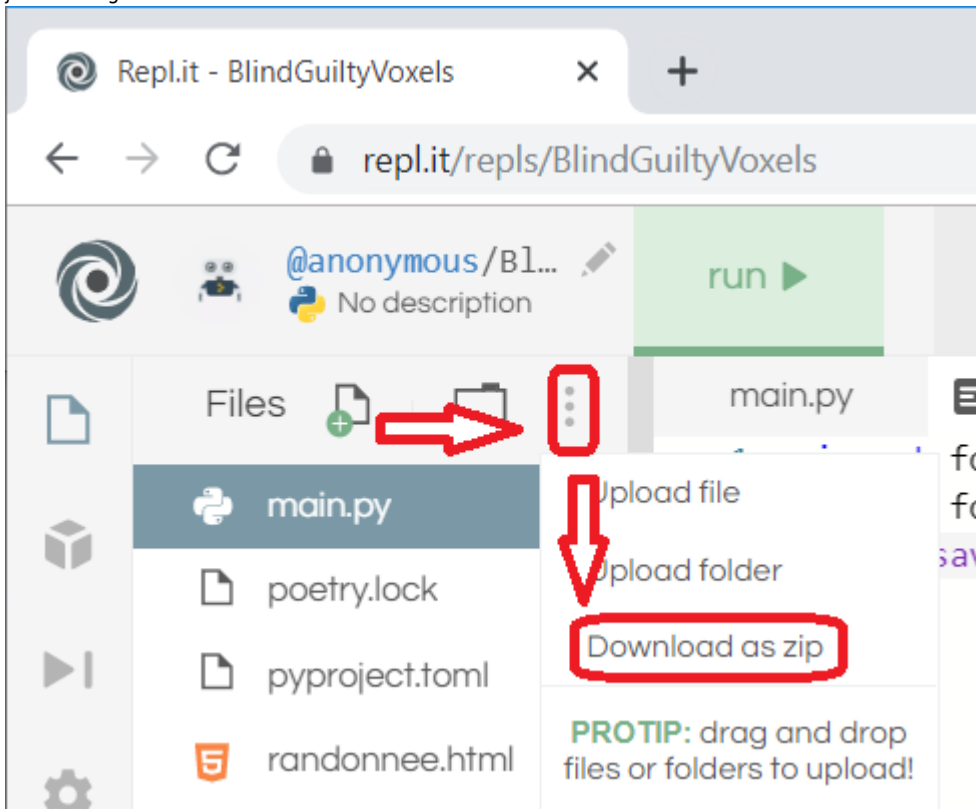 Repl.it - BlindGuiltyVoxels
repl.it/repls/BlindGuiltyVoxels
@anonymous/Bl…
No description
run
Files
main.py
main.py
poetry.lock
pyproject.toml
randonnee.html
Upload file
Upload folder
Download as zip
PROTIP: drag and drop
files or folders to upload!